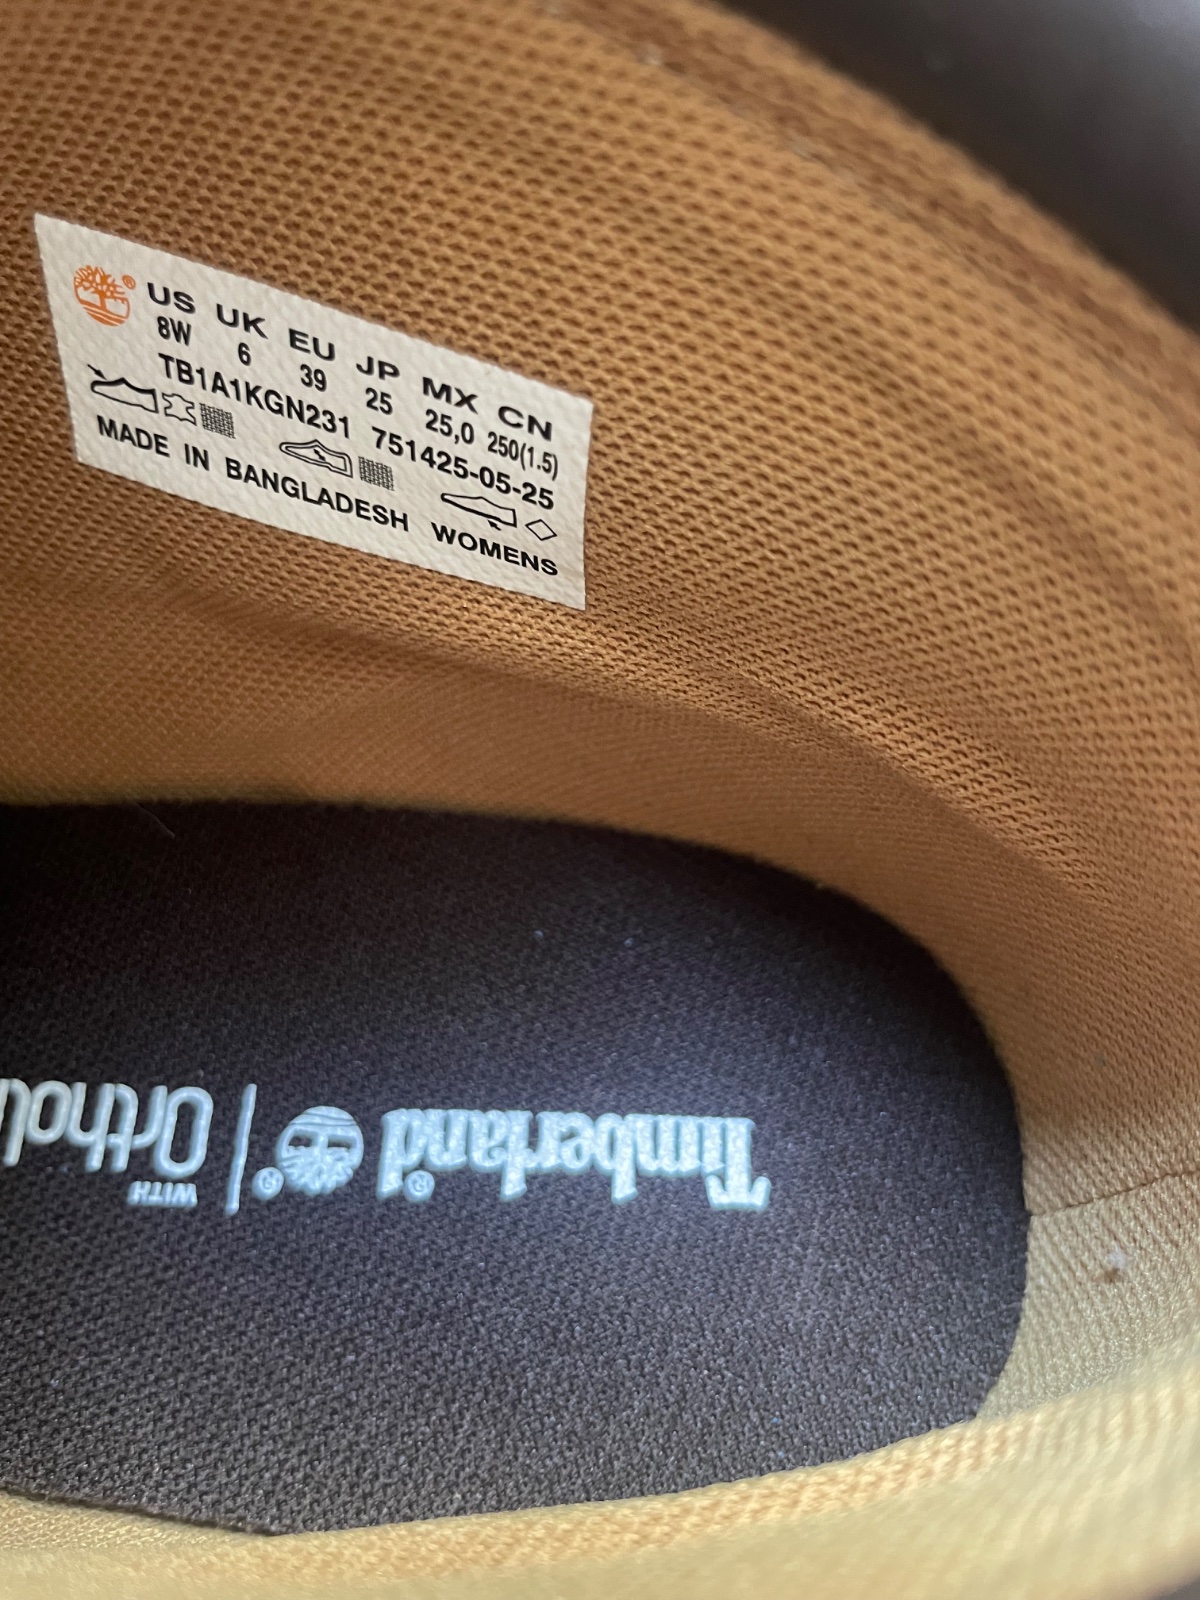 US UK EU JP MX CN
8W 6 39 25 25,0 250(1.5)
TB1A1KGN231 751425-05-25
MADE IN BANGLADESH WOMENS
Timberland®
®
WITH